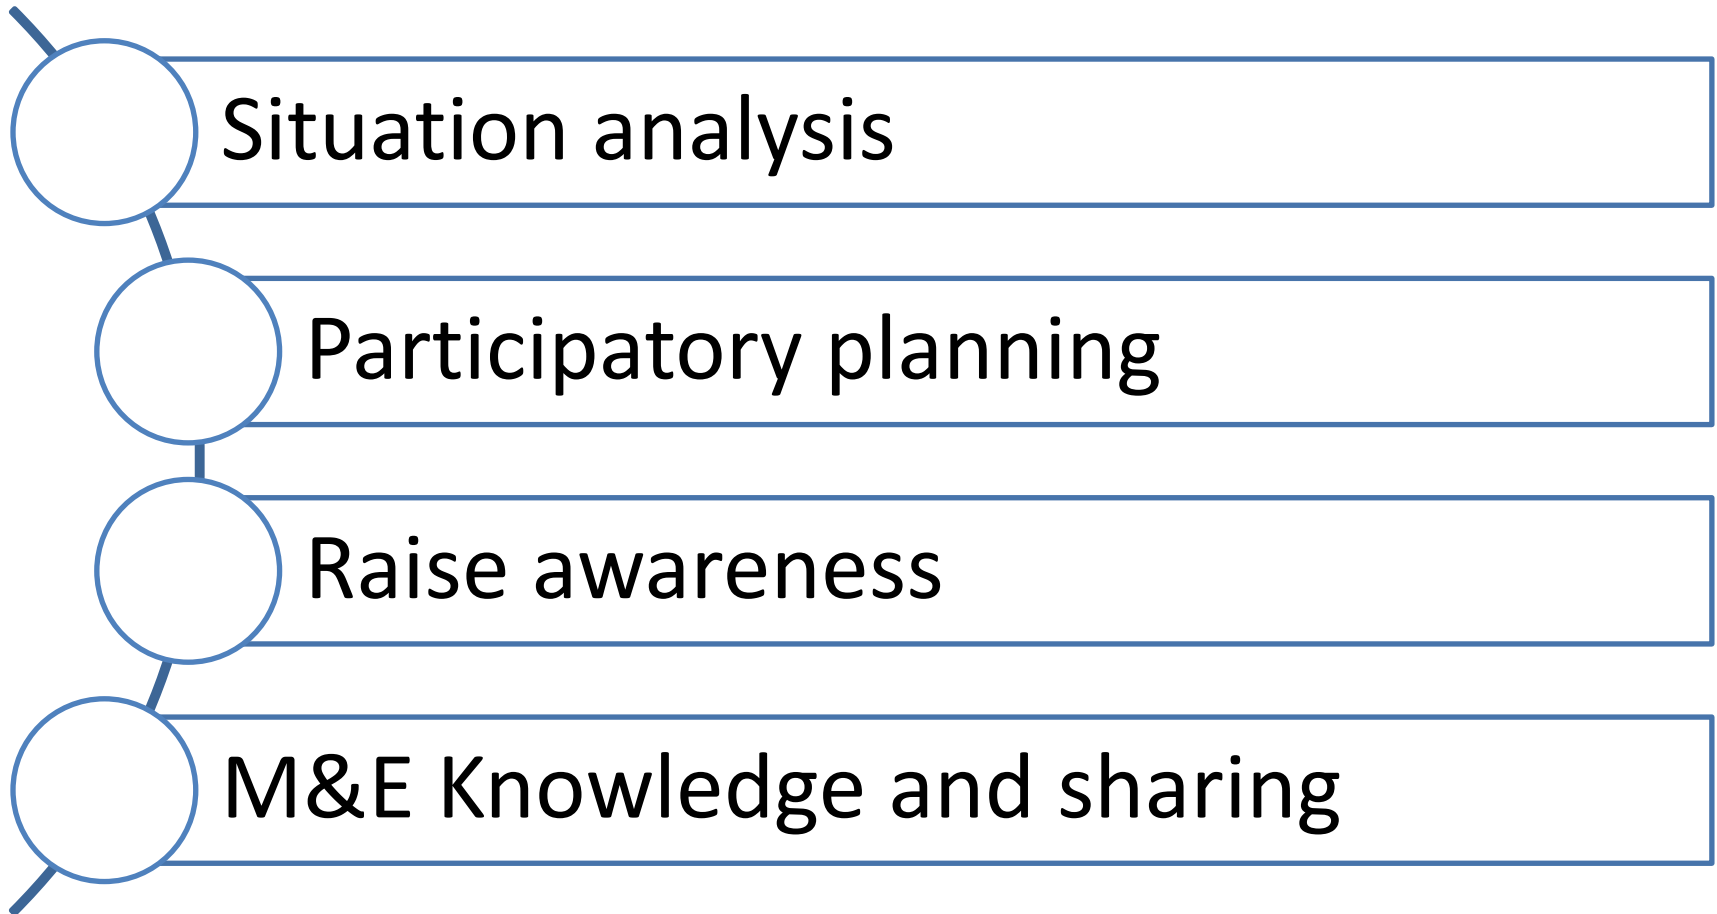 Situation analysis
Participatory planning
Raise awareness
M&E Knowledge and sharing